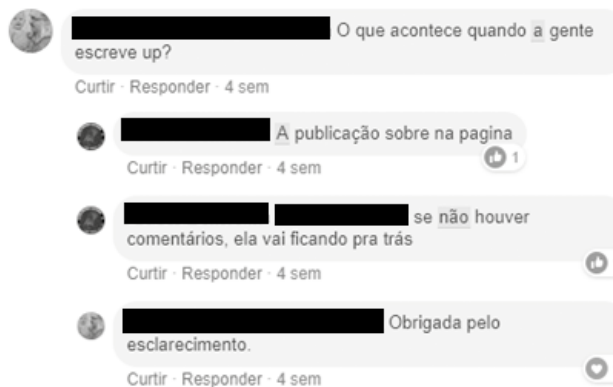 O que acontece quando a gente
escreve up?
Curtir · Responder · 4 sem
A publicação sobre na pagina
1
Curtir · Responder · 4 sem
se não houver
comentários, ela vai ficando pra trás
Curtir · Responder · 4 sem
Obrigada pelo
esclarecimento.
Curtir · Responder · 4 sem